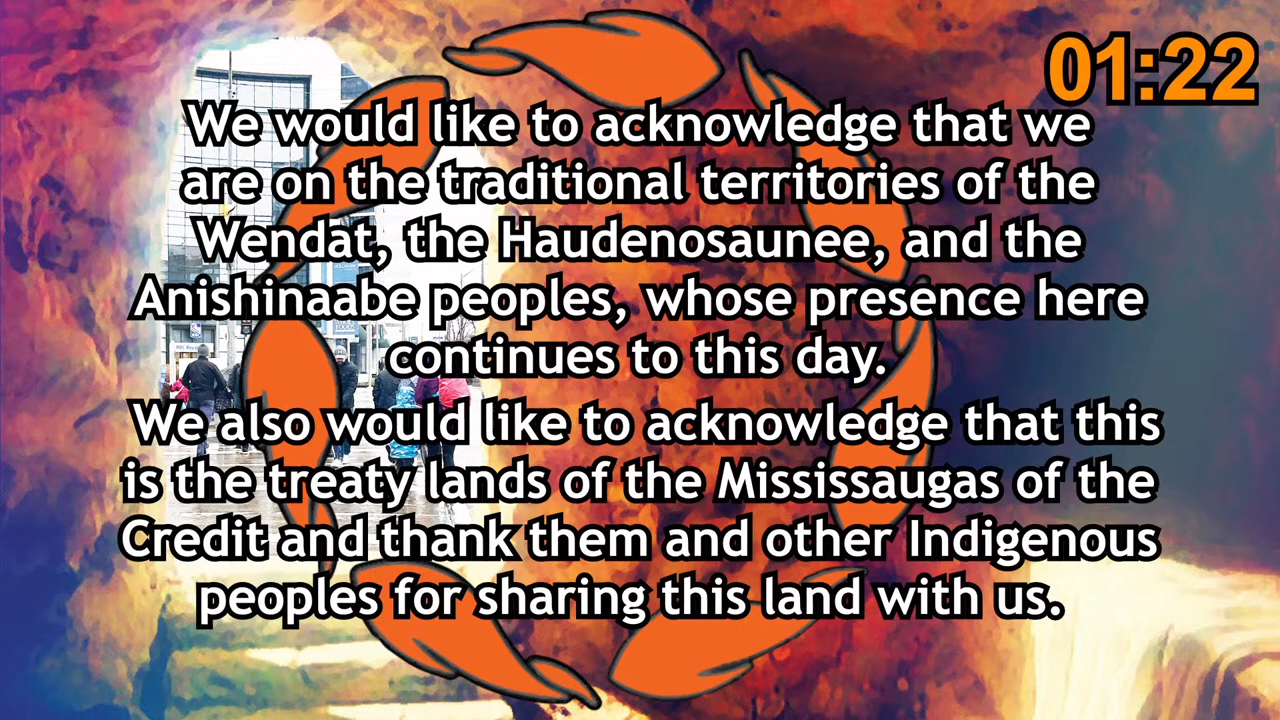 01:22
We would like to acknowledge that we
are on the traditional territories of the
Wendat, the Haudenosaunee, and the
Anishinaabe peoples, whose presence here
continues to this day.
We also would like to acknowledge that this
is the treaty lands of the Mississaugas of the
Credit and thank them and other Indigenous
peoples for sharing this land with us.